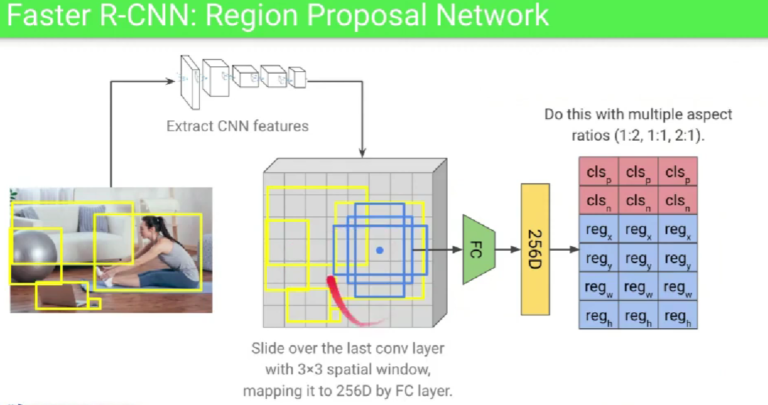 Faster R-CNN: Region Proposal Network
Extract CNN features
Do this with multiple aspect
ratios (1:2, 1:1, 2:1).
cls_p cls_p cls_p
cls_n cls_n cls_n
reg_x reg_x reg_x
reg_y reg_y reg_y
reg_w reg_w reg_w
reg_h reg_h reg_h
FC
256D
Slide over the last conv layer
with 3×3 spatial window,
mapping it to 256D by FC layer.